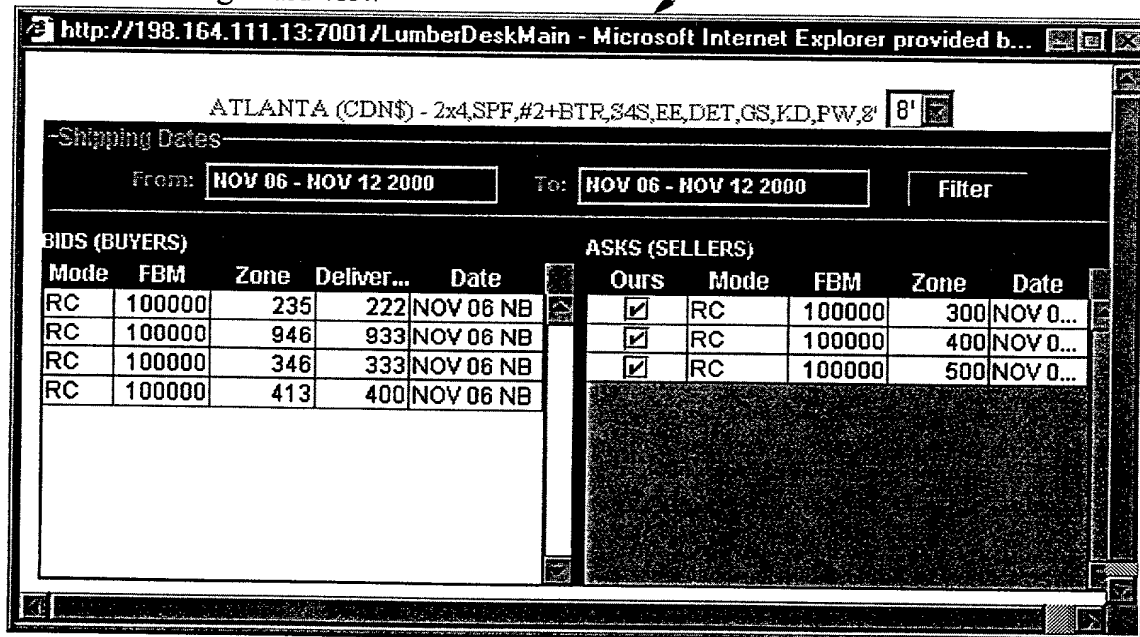 http://198.164.111.13:7001/LumberDeskMain - Microsoft Internet Explorer provided b...
ATLANTA (CDN$) - 2x4,SPF,#2+BTR,S4S,EE,DET,GS,KD,PW,8' 8'
Shipping Dates
From: NOV 06 - NOV 12 2000 To: NOV 06 - NOV 12 2000 Filter
BIDS (BUYERS) ASKS (SELLERS)
Mode FBM Zone Deliver... Date Ours Mode FBM Zone Date
RC 100000 235 222 NOV 06 NB RC 100000 300 NOV 0...
RC 100000 946 933 NOV 06 NB RC 100000 400 NOV 0...
RC 100000 346 333 NOV 06 NB RC 100000 500 NOV 0...
RC 100000 413 400 NOV 06 NB